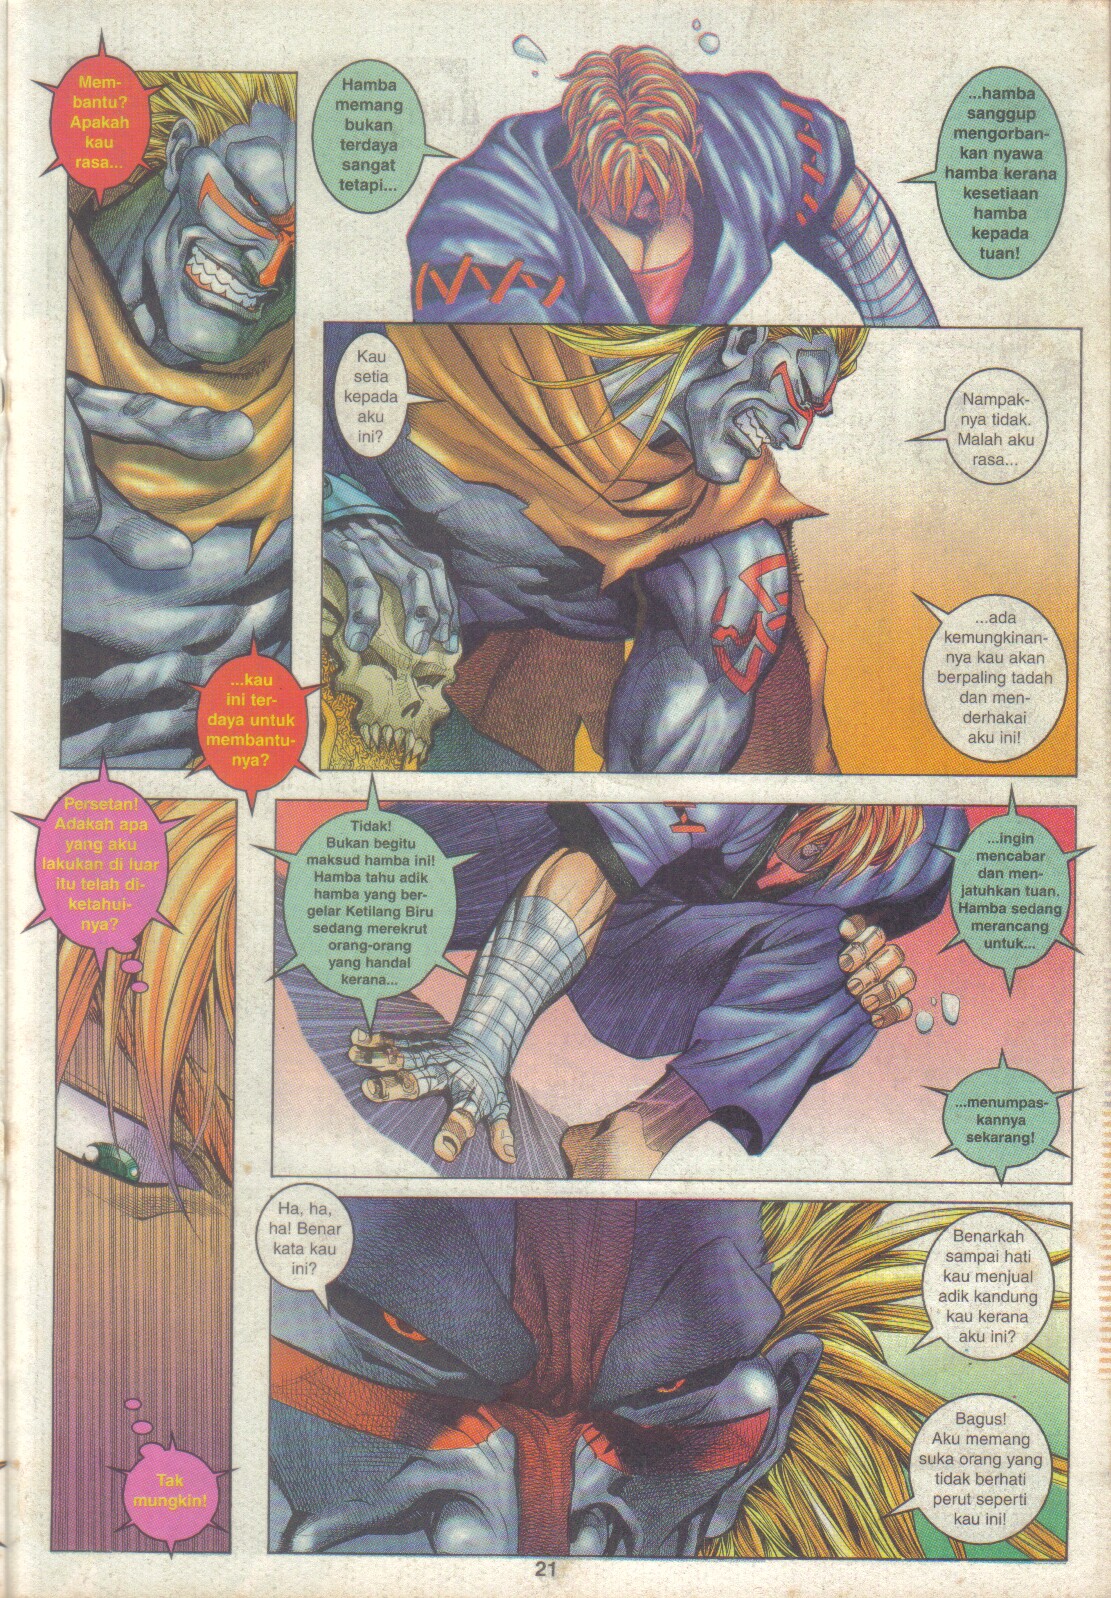 Mem-
bantu?
Apakah
kau
rasa...
...kau
ini ter-
daya untuk
membantu-
nya?
Hamba
memang
bukan
terdaya
sangat
tetapi...
...hamba
sanggup
mengorban-
kan nyawa
hamba kerana
kesetiaan
hamba
kepada
tuan!
Kau
setia
kepada
aku
ini?
Nampak-
nya tidak.
Malah aku
rasa...
...ada
kemungkinan-
nya kau akan
berpaling tadah
dan men-
derhakai
aku ini!
Persetan!
Adakah apa
yang aku
lakukan di luar
itu telah di-
ketahui-
nya?
Tak
mungkin!
Tidak!
Bukan begitu
maksud hamba ini!
Hamba tahu adik
hamba yang ber-
gelar Ketilang Biru
sedang merekrut
orang-orang
yang handal
kerana...
...ingin
mencabar
dan men-
jatuhkan tuan.
Hamba sedang
merancang
untuk...
...menumpas-
kannya
sekarang!
Ha, ha,
ha! Benar
kata kau
ini?
Benarkah
sampai hati
kau menjual
adik kandung
kau kerana
aku ini?
Bagus!
Aku memang
suka orang yang
tidak berhati
perut seperti
kau ini!
21